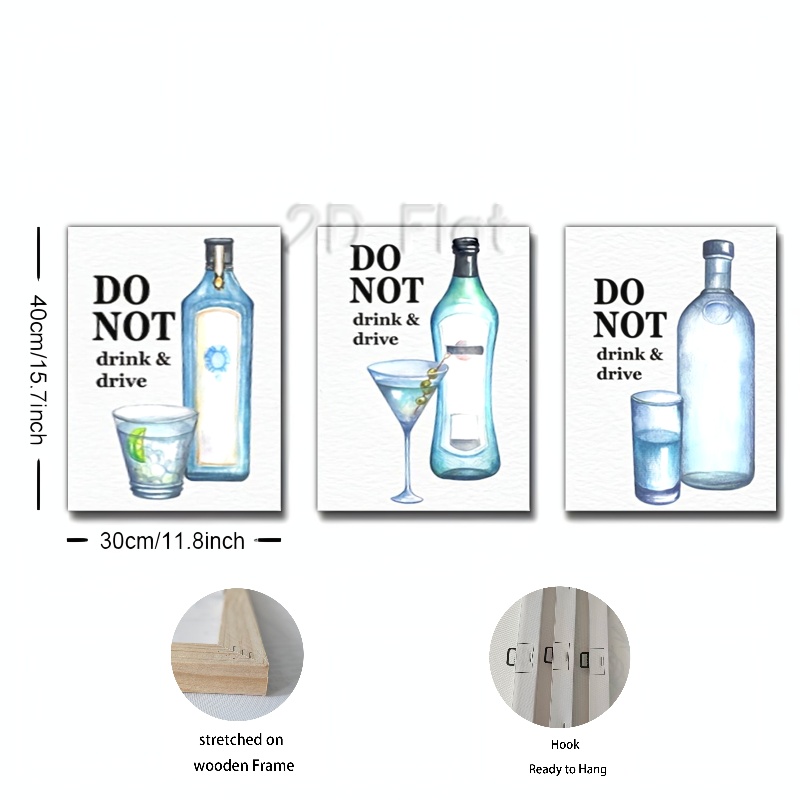 2D Flat
DO
NOT
drink &
drive
DO
NOT
drink &
drive
DO
NOT
drink &
drive
40cm/15.7inch
30cm/11.8inch
stretched on
wooden Frame
Hook
Ready to Hang